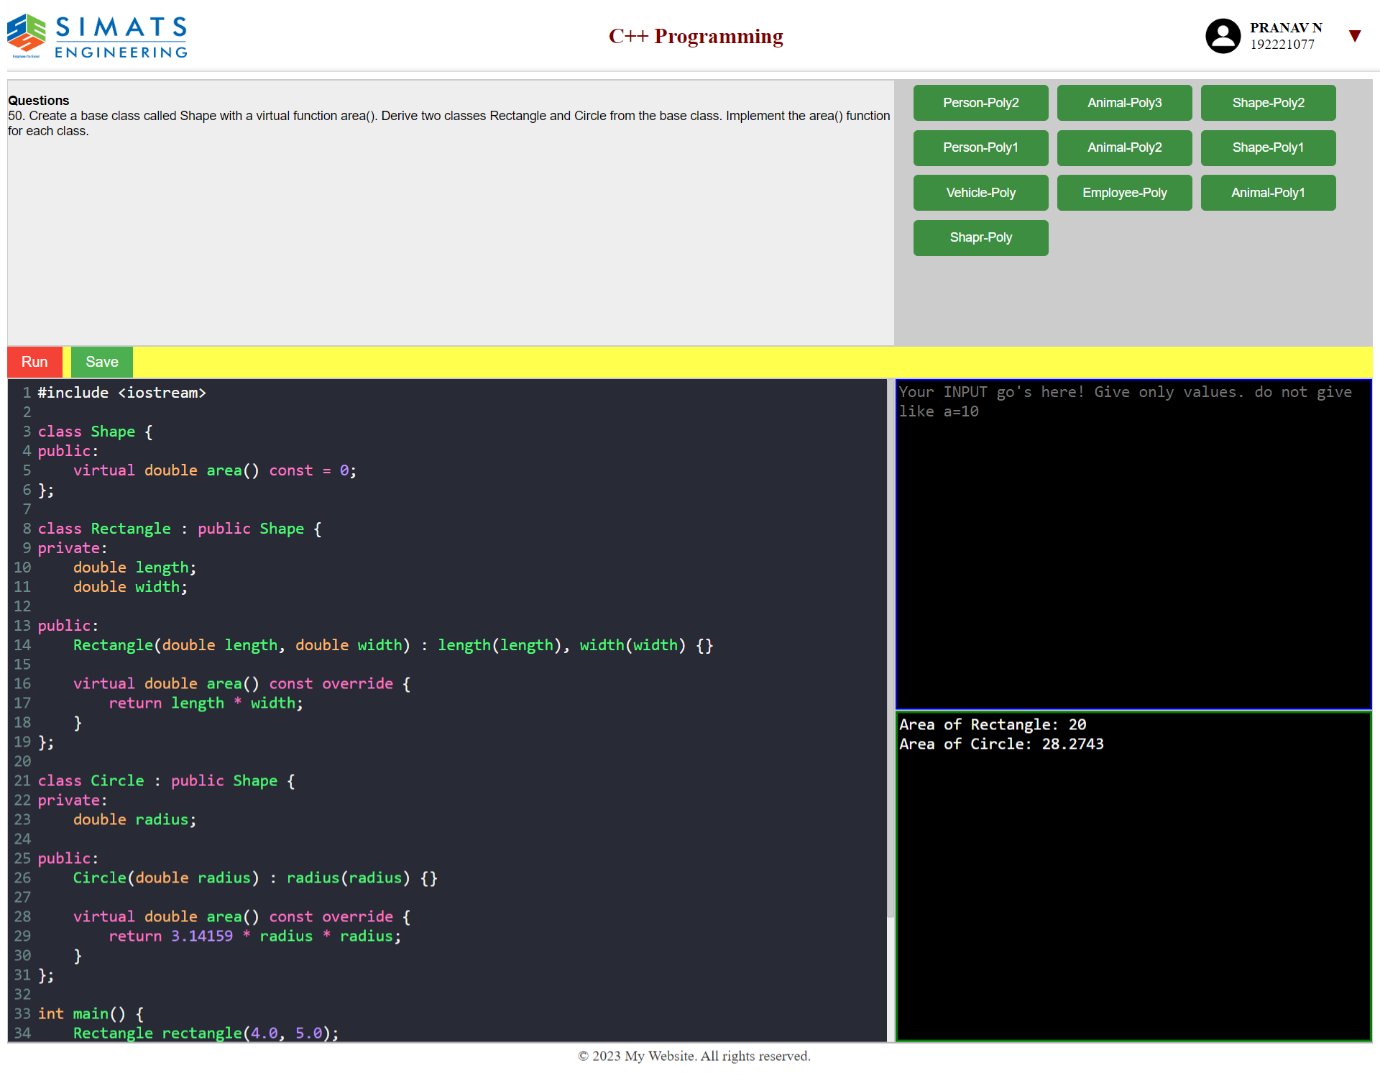 SIMATS
ENGINEERING
C++ Programming
PRANAV N
192221077
Questions
50. Create a base class called Shape with a virtual function area(). Derive two classes Rectangle and Circle from the base class. Implement the area() function
for each class.
Person-Poly2
Animal-Poly3
Shape-Poly2
Person-Poly1
Animal-Poly2
Shape-Poly1
Vehicle-Poly
Employee-Poly
Animal-Poly1
Shapr-Poly
Run
Save
1 #include <iostream>
2
3 class Shape {
4 public:
5     virtual double area() const = 0;
6 };
7
8 class Rectangle : public Shape {
9 private:
10     double length;
11     double width;
12
13 public:
14     Rectangle(double length, double width) : length(length), width(width) {}
15
16     virtual double area() const override {
17         return length * width;
18     }
19 };
20
21 class Circle : public Shape {
22 private:
23     double radius;
24
25 public:
26     Circle(double radius) : radius(radius) {}
27
28     virtual double area() const override {
29         return 3.14159 * radius * radius;
30     }
31 };
32
33 int main() {
34     Rectangle rectangle(4.0, 5.0);
Your INPUT go's here! Give only values. do not give
like a=10
Area of Rectangle: 20
Area of Circle: 28.2743
© 2023 My Website. All rights reserved.